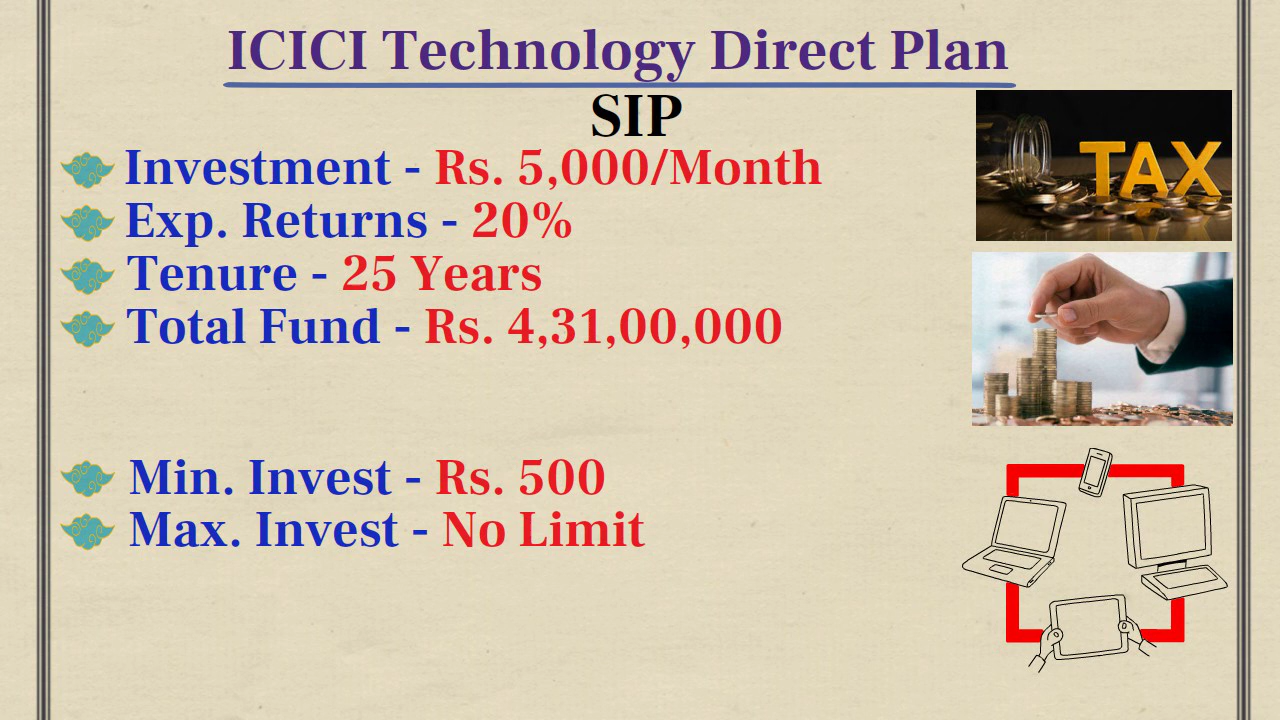 ICICI Technology Direct Plan
SIP
Investment - Rs. 5,000/Month
Exp. Returns - 20%
Tenure - 25 Years
Total Fund - Rs. 4,31,00,000
Min. Invest - Rs. 500
Max. Invest - No Limit
TAX